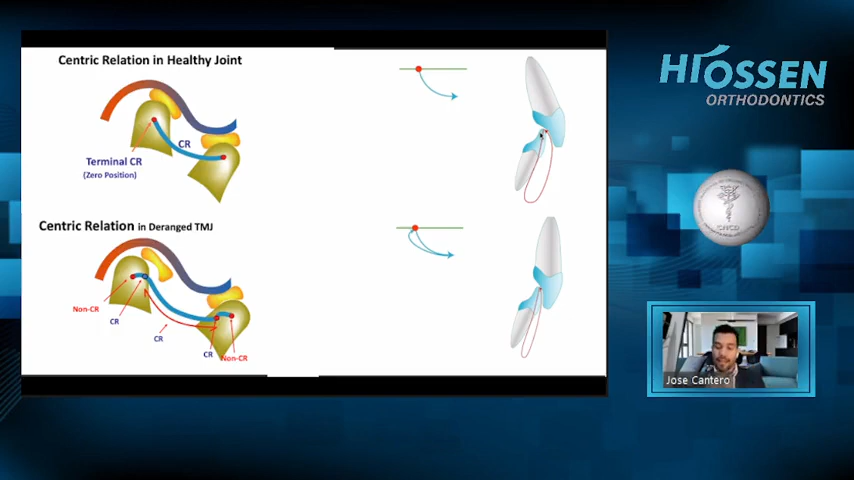 Centric Relation in Healthy Joint
CR
Terminal CR
(Zero Position)
Centric Relation in Deranged TMJ
Non-CR
CR
CR
CR
Non-CR
HIOSSEN
ORTHODONTICS
Jose Cantero